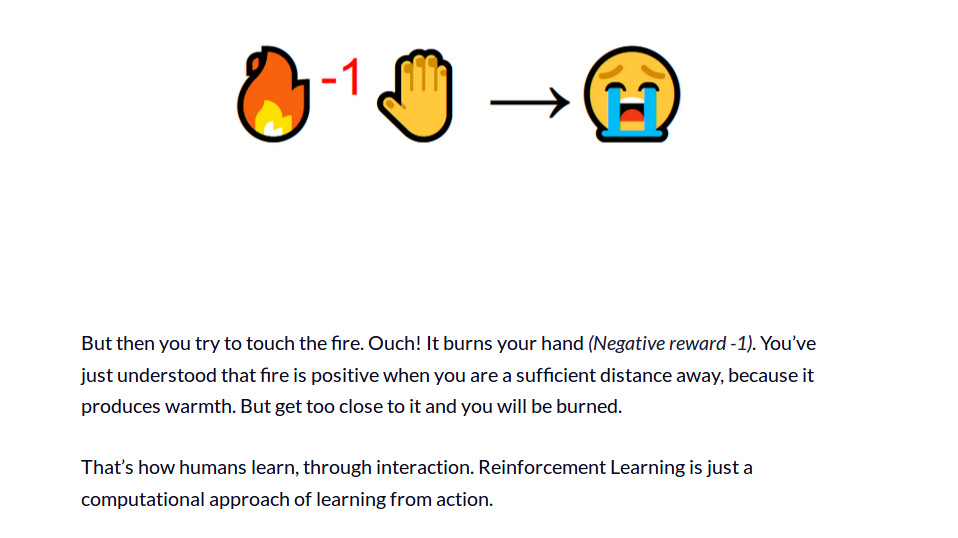 -1
But then you try to touch the fire. Ouch! It burns your hand (Negative reward -1). You’ve
just understood that fire is positive when you are a sufficient distance away, because it
produces warmth. But get too close to it and you will be burned.
That’s how humans learn, through interaction. Reinforcement Learning is just a
computational approach of learning from action.